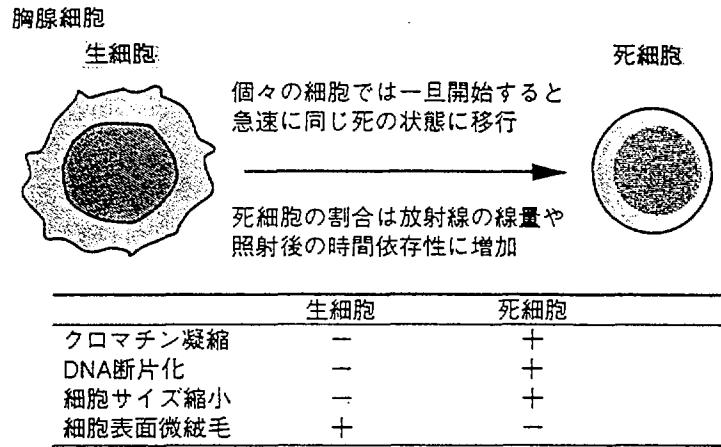 胸腺細胞
生細胞
死細胞
個々の細胞では一旦開始すると
急速に同じ死の状態に移行
死細胞の割合は放射線の線量や
照射後の時間依存性に増加
生細胞 死細胞
クロマチン凝縮 − +
DNA断片化 − +
細胞サイズ縮小 − +
細胞表面微絨毛 + −